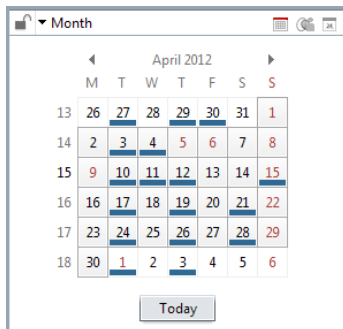 Month
April 2012
M T W T F S S
13 26 27 28 29 30 31 1
14 2 3 4 5 6 7 8
15 9 10 11 12 13 14 15
16 16 17 18 19 20 21 22
17 23 24 25 26 27 28 29
18 30 1 2 3 4 5 6
Today